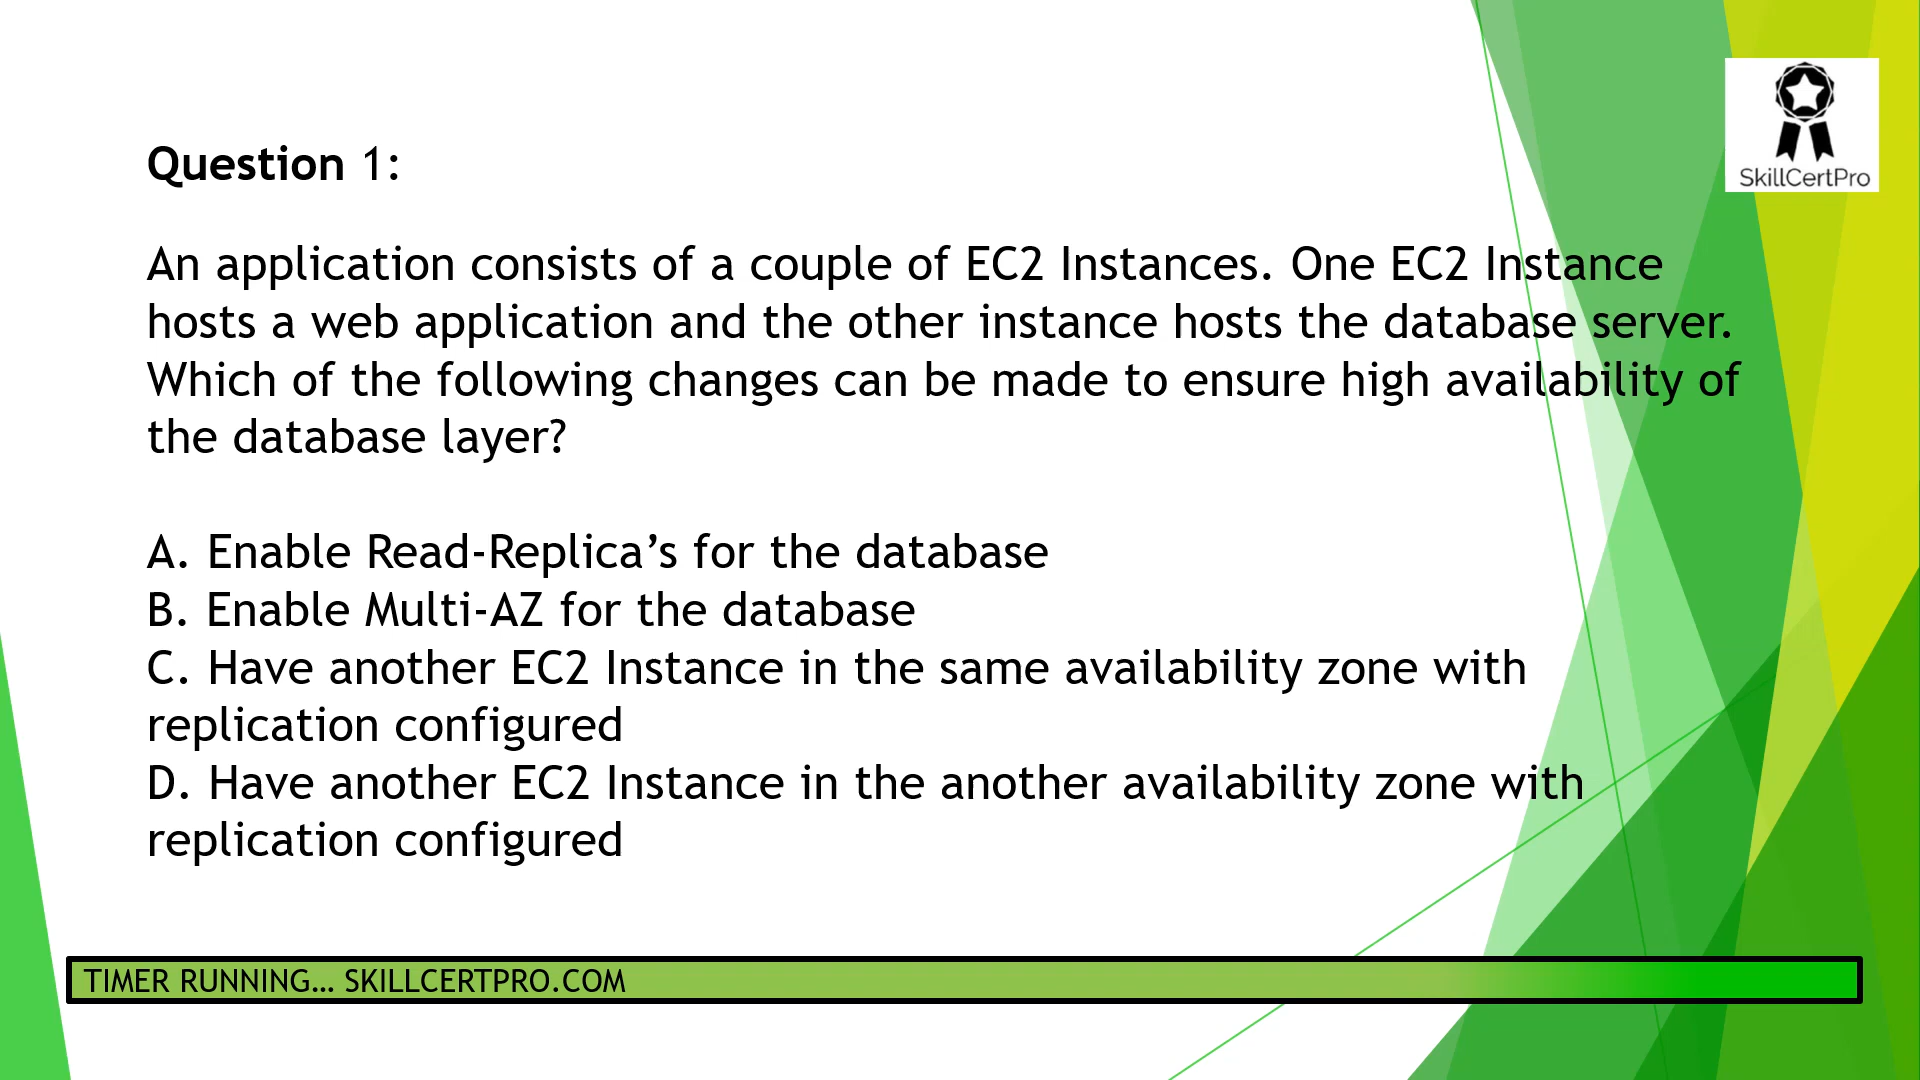 SkillCertPro
Question 1:
An application consists of a couple of EC2 Instances. One EC2 Instance
hosts a web application and the other instance hosts the database server.
Which of the following changes can be made to ensure high availability of
the database layer?
A. Enable Read-Replica’s for the database
B. Enable Multi-AZ for the database
C. Have another EC2 Instance in the same availability zone with
replication configured
D. Have another EC2 Instance in the another availability zone with
replication configured
TIMER RUNNING… SKILLCERTPRO.COM